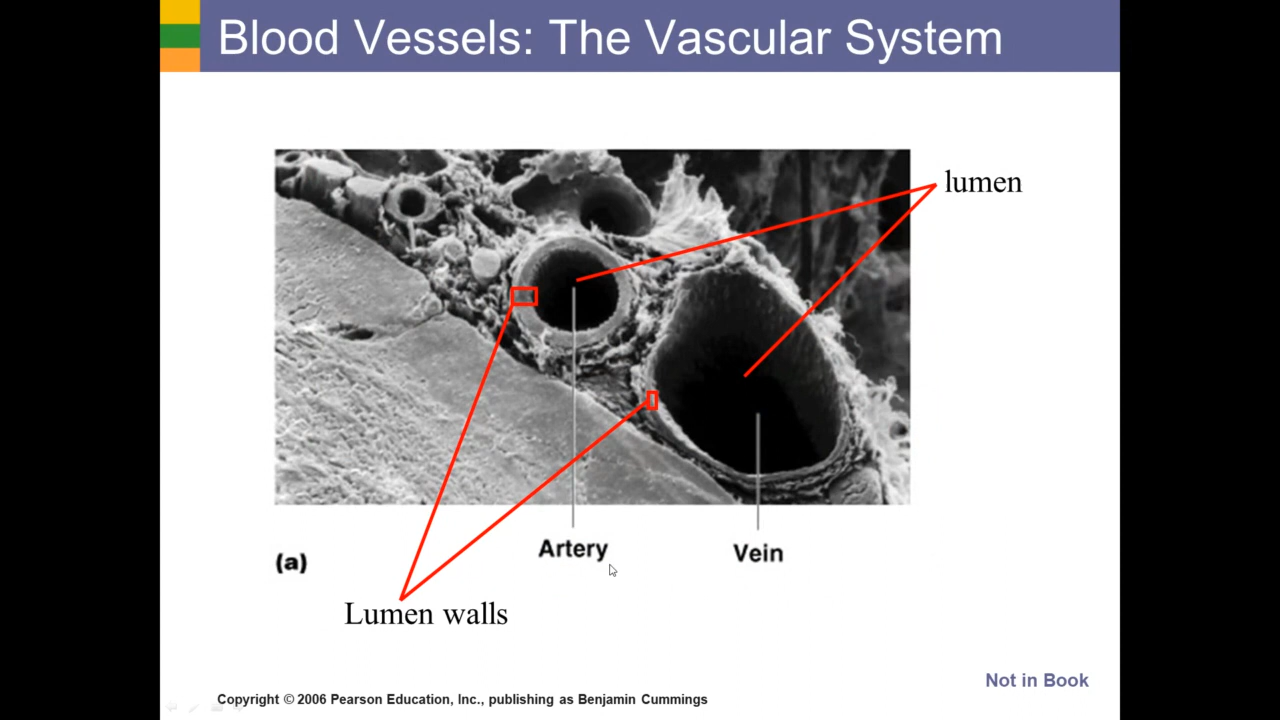 Blood Vessels: The Vascular System
lumen
Artery
Vein
(a)
Lumen walls
Not in Book
Copyright © 2006 Pearson Education, Inc., publishing as Benjamin Cummings